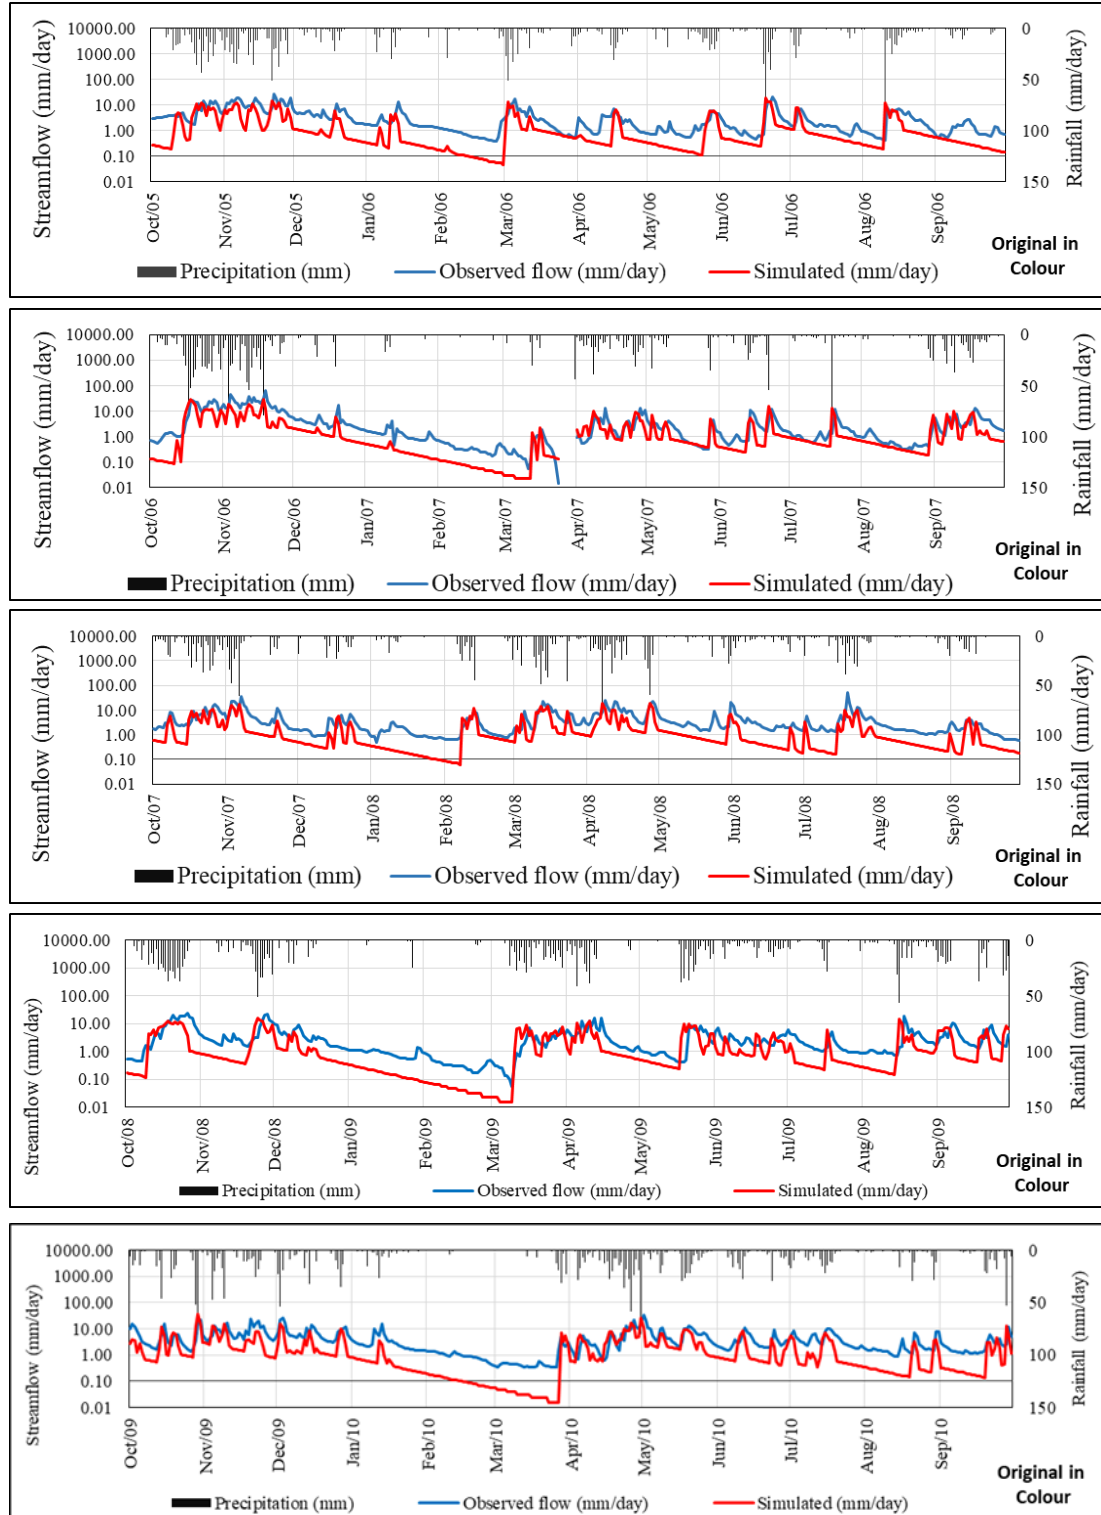 10000.00
1000.00
100.00
10.00
1.00
0.10
0.01
Streamflow (mm/day)
0
50
100
150
Rainfall (mm/day)
Oct/05
Nov/05
Dec/05
Jan/06
Feb/06
Mar/06
Apr/06
May/06
Jun/06
Jul/06
Aug/06
Sep/06
Precipitation (mm) Observed flow (mm/day) Simulated (mm/day)
Original in
Colour
10000.00
1000.00
100.00
10.00
1.00
0.10
0.01
Streamflow (mm/day)
0
50
100
150
Rainfall (mm/day)
Oct/06
Nov/06
Dec/06
Jan/07
Feb/07
Mar/07
Apr/07
May/07
Jun/07
Jul/07
Aug/07
Sep/07
Precipitation (mm) Observed flow (mm/day) Simulated (mm/day)
Original in
Colour
10000.00
1000.00
100.00
10.00
1.00
0.10
0.01
Streamflow (mm/day)
0
50
100
150
Rainfall (mm/day)
Oct/07
Nov/07
Dec/07
Jan/08
Feb/08
Mar/08
Apr/08
May/08
Jun/08
Jul/08
Aug/08
Sep/08
Precipitation (mm) Observed flow (mm/day) Simulated (mm/day)
Original in
Colour
10000.00
1000.00
100.00
10.00
1.00
0.10
0.01
Streamflow (mm/day)
0
50
100
150
Rainfall (mm/day)
Oct/08
Nov/08
Dec/08
Jan/09
Feb/09
Mar/09
Apr/09
May/09
Jun/09
Jul/09
Aug/09
Sep/09
Precipitation (mm) Observed flow (mm/day) Simulated (mm/day)
Original in
Colour
10000.00
1000.00
100.00
10.00
1.00
0.10
0.01
Streamflow (mm/day)
0
50
100
150
Rainfall (mm/day)
Oct/09
Nov/09
Dec/09
Jan/10
Feb/10
Mar/10
Apr/10
May/10
Jun/10
Jul/10
Aug/10
Sep/10
Precipitation (mm) Observed flow (mm/day) Simulated (mm/day)
Original in
Colour